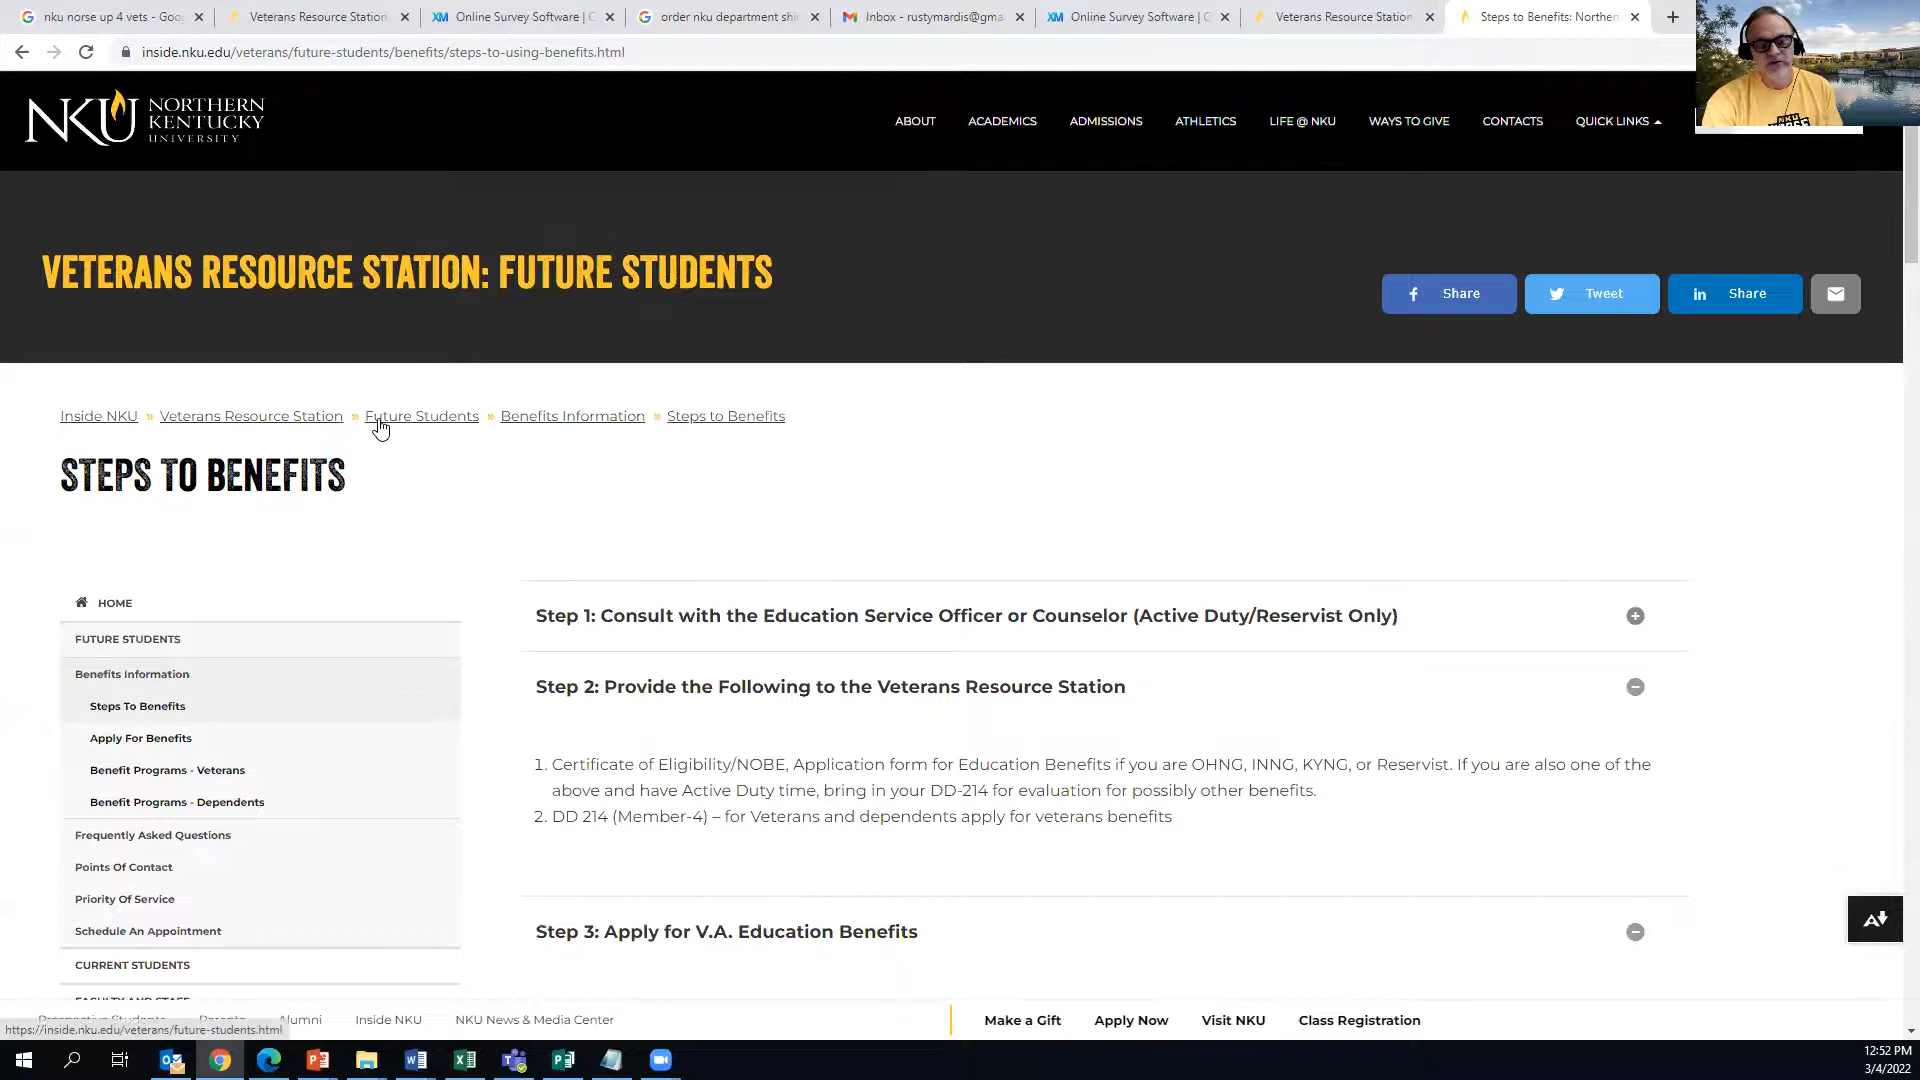 nku norse up 4 vets - Goo
Veterans Resource Station
Online Survey Software | Q
order nku department shi
Inbox - rustymardis@gma
Online Survey Software | Q
Veterans Resource Station
Steps to Benefits: Northern
inside.nku.edu/veterans/future-students/benefits/steps-to-using-benefits.html
NKU NORTHERN
KENTUCKY
UNIVERSITY
ABOUT ACADEMICS ADMISSIONS ATHLETICS LIFE @ NKU WAYS TO GIVE CONTACTS QUICK LINKS
NKU
VETERANS RESOURCE STATION: FUTURE STUDENTS
Share Tweet Share
Inside NKU » Veterans Resource Station » Future Students » Benefits Information » Steps to Benefits
STEPS TO BENEFITS
HOME
FUTURE STUDENTS
Benefits Information
Steps To Benefits
Apply For Benefits
Benefit Programs - Veterans
Benefit Programs - Dependents
Frequently Asked Questions
Points Of Contact
Priority Of Service
Schedule An Appointment
CURRENT STUDENTS
FACULTY AND STAFF
Step 1: Consult with the Education Service Officer or Counselor (Active Duty/Reservist Only)
Step 2: Provide the Following to the Veterans Resource Station
1. Certificate of Eligibility/NOBE, Application form for Education Benefits if you are OHNG, INNG, KYNG, or Reservist. If you are also one of the
above and have Active Duty time, bring in your DD-214 for evaluation for possibly other benefits.
2. DD 214 (Member-4) – for Veterans and dependents apply for veterans benefits
Step 3: Apply for V.A. Education Benefits
Prospective Students Parents Alumni Inside NKU NKU News & Media Center
Make a Gift Apply Now Visit NKU Class Registration
https://inside.nku.edu/veterans/future-students.html
12:52 PM
3/4/2022